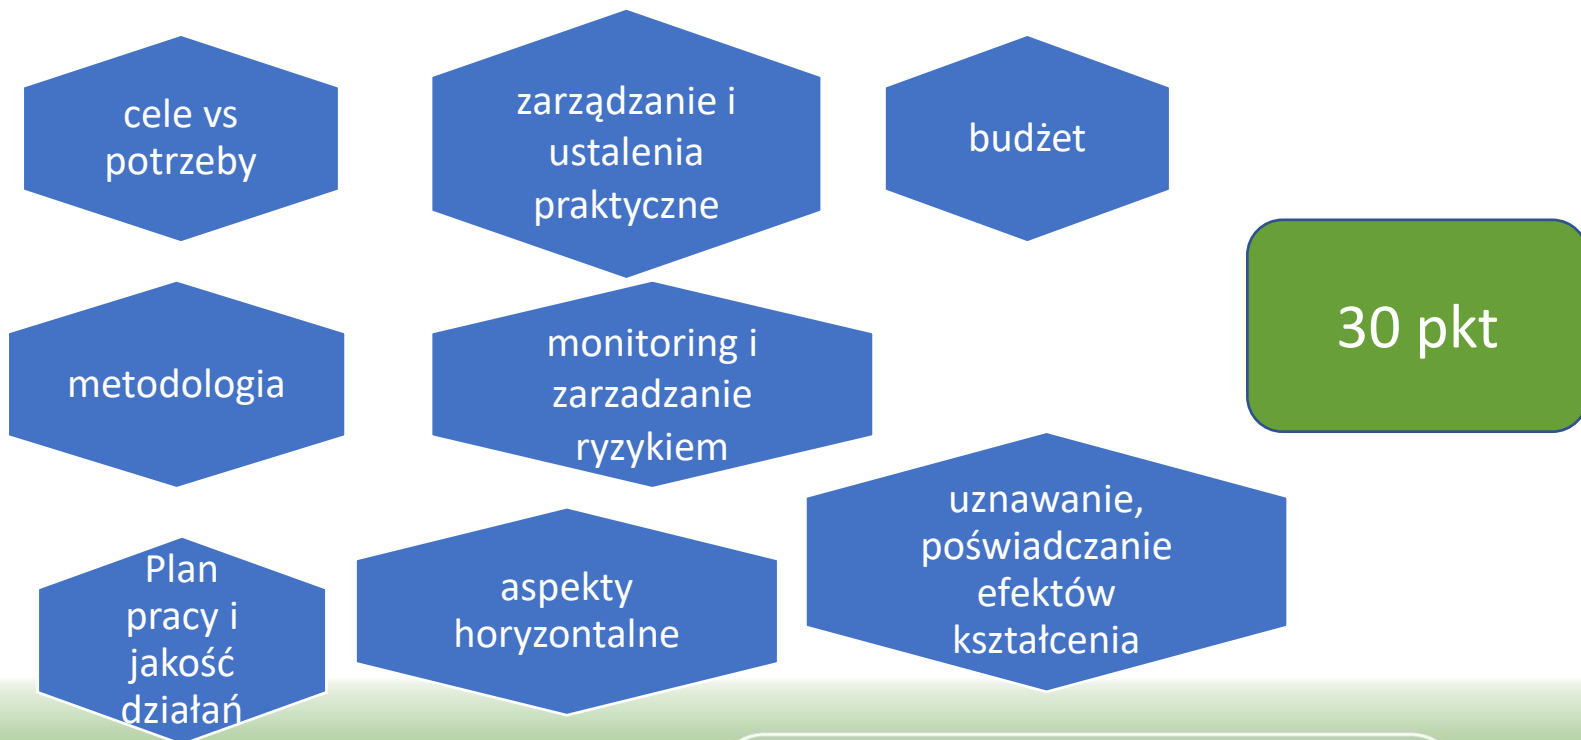 cele vs
potrzeby
zarządzanie i
ustalenia
praktyczne
budżet
30 pkt
metodologia
monitoring i
zarzadzanie
ryzykiem
uznawanie,
poświadczanie
efektów
kształcenia
Plan
pracy i
jakość
działań
aspekty
horyzontalne